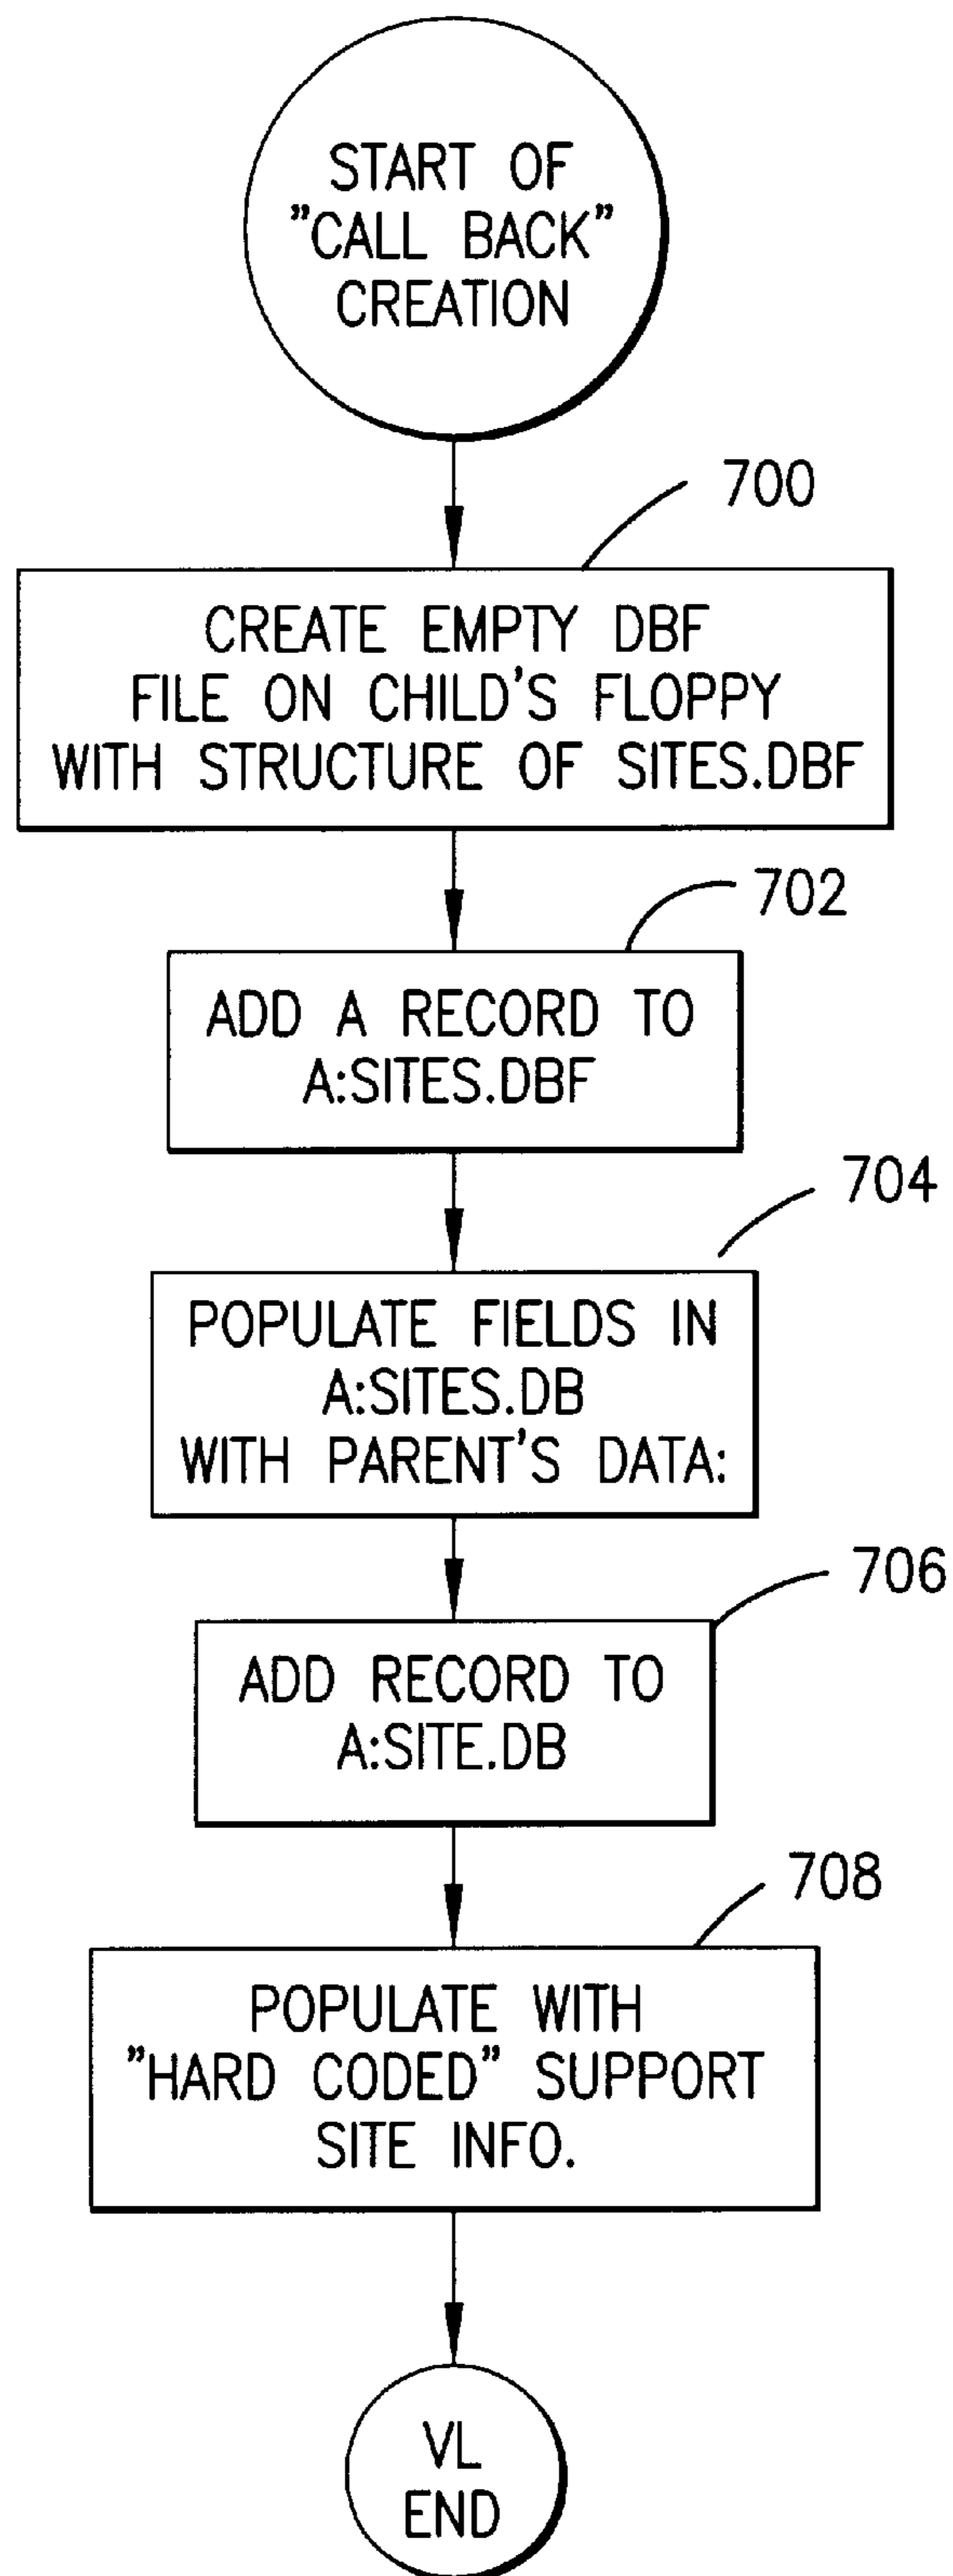 START OF
"CALL BACK"
CREATION
700
CREATE EMPTY DBF
FILE ON CHILD'S FLOPPY
WITH STRUCTURE OF SITES.DBF
702
ADD A RECORD TO
A:SITES.DBF
704
POPULATE FIELDS IN
A:SITES.DB
WITH PARENT'S DATA:
706
ADD RECORD TO
A:SITE.DB
708
POPULATE WITH
"HARD CODED" SUPPORT
SITE INFO.
VL
END